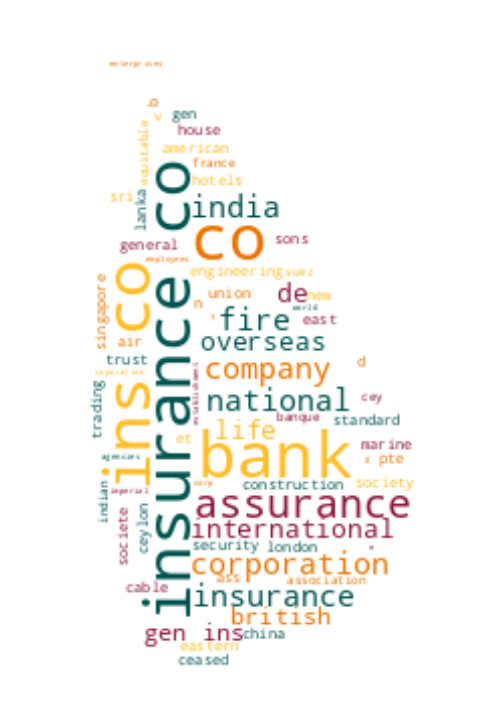 enterprises
d
v
gen
house
equitable
american
france
hotels
sri
lanka
insurance co
india
co
sons
general
employees
ins co
engineering
suez
singapore
union
de
new
n
world
fire
east
air
overseas
trust
company
d
corporation
trading
establishment
national
cey
banque
standard
life
et
bank
marine
agencies
x
pte
corp
construction
society
indian
imperial
assurance
ceylon
societe
international
security
london
corporation
ass
association
cable
insurance
british
gen ins
china
eastern
ceased